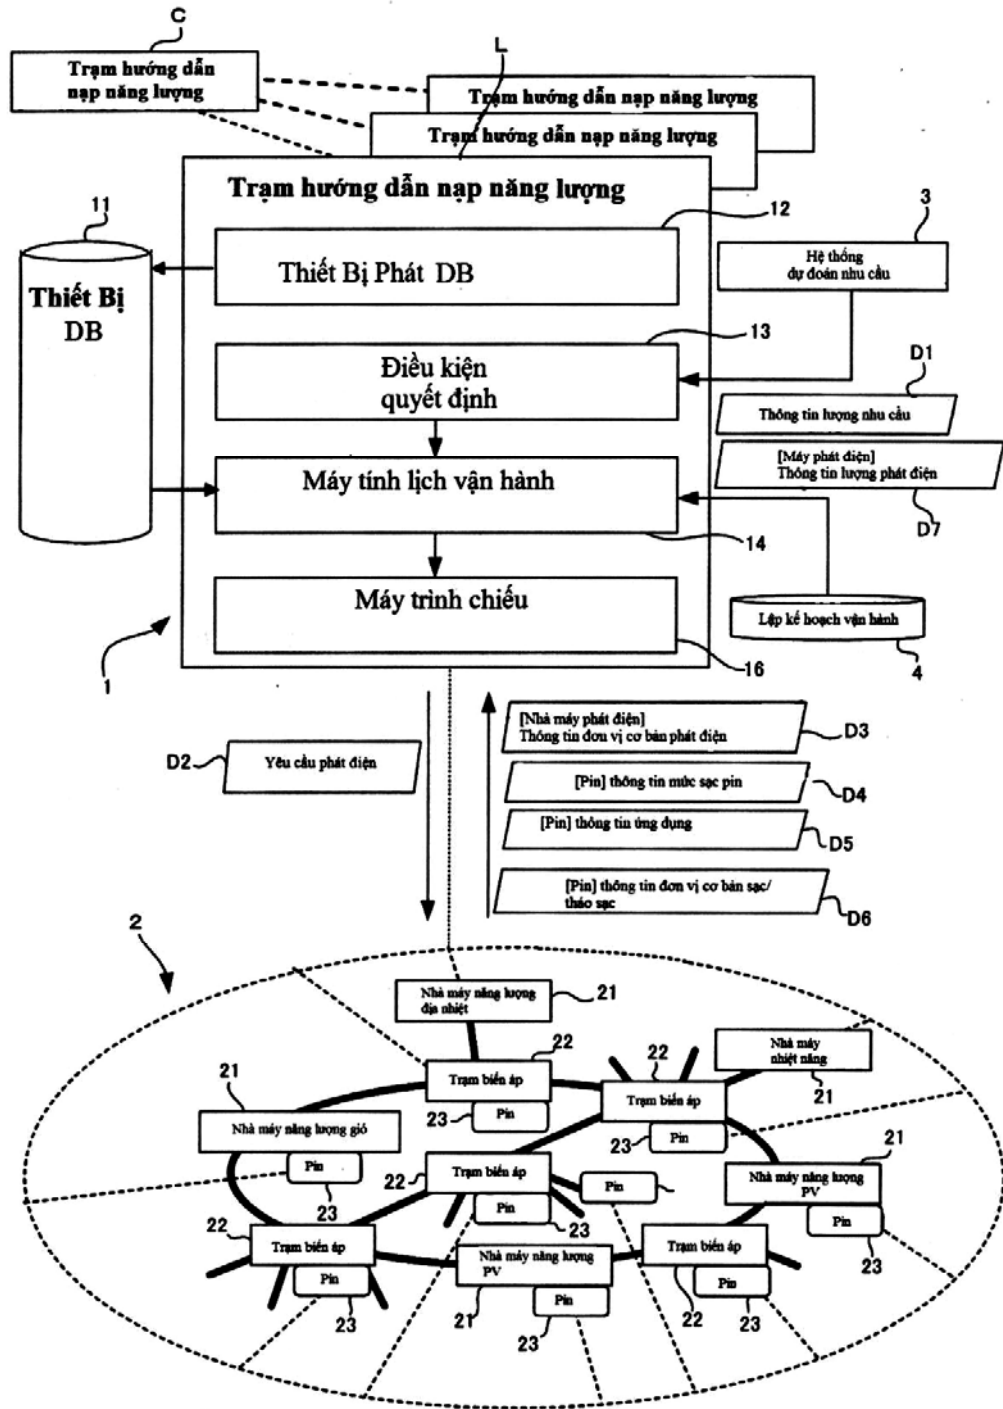 C
Trạm hướng dẫn
nạp năng lượng
L
Trạm hướng dẫn nạp năng lượng
Trạm hướng dẫn nạp năng lượng
Trạm hướng dẫn nạp năng lượng
11
Thiết Bị
DB
12
Thiết Bị Phát DB
3
Hệ thống
dự đoán nhu cầu
13
Điều kiện
quyết định
D1
Thông tin lượng nhu cầu
[Máy phát điện]
Thông tin lượng phát điện
D7
Máy tính lịch vận hành
14
Máy trình chiếu
16
Lập kế hoạch vận hành
4
1
D2
Yêu cầu phát điện
[Nhà máy phát điện]
Thông tin đơn vị cơ bản phát điện
D3
[Pin] thông tin mức sạc pin
D4
[Pin] thông tin ứng dụng
D5
[Pin] thông tin đơn vị cơ bản sạc/
tháo sạc
D6
2
Nhà máy năng lượng
địa nhiệt
21
22
Trạm biến áp
23
Pin
22
Trạm biến áp
23
Pin
Nhà máy
nhiệt năng
21
21
Nhà máy năng lượng gió
Pin
23
22
Trạm biến áp
Pin
23
Pin
21
Nhà máy năng lượng
PV
Pin
23
22
Trạm biến áp
Pin
23
Nhà máy năng lượng
PV
21
Pin
23
Trạm biến áp
22
Pin
23